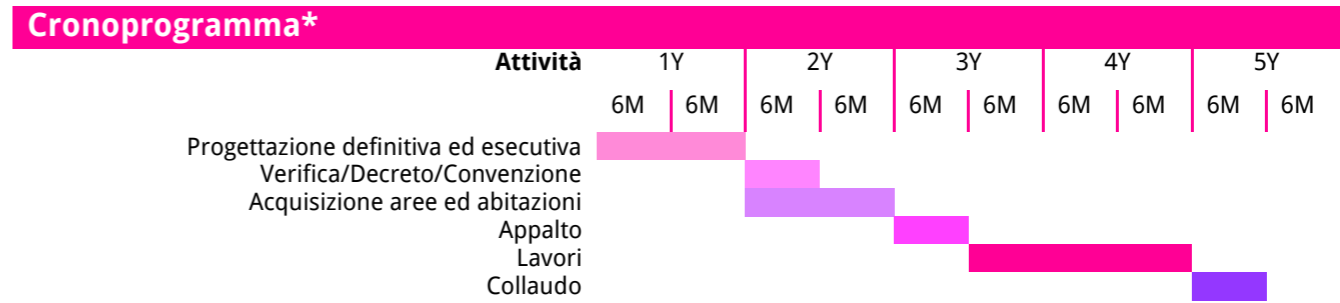 Cronoprogramma*
Attività 1Y 2Y 3Y 4Y 5Y
6M 6M 6M 6M 6M 6M 6M 6M 6M 6M
Progettazione definitiva ed esecutiva
Verifica/Decreto/Convenzione
Acquisizione aree ed abitazioni
Appalto
Lavori
Collaudo